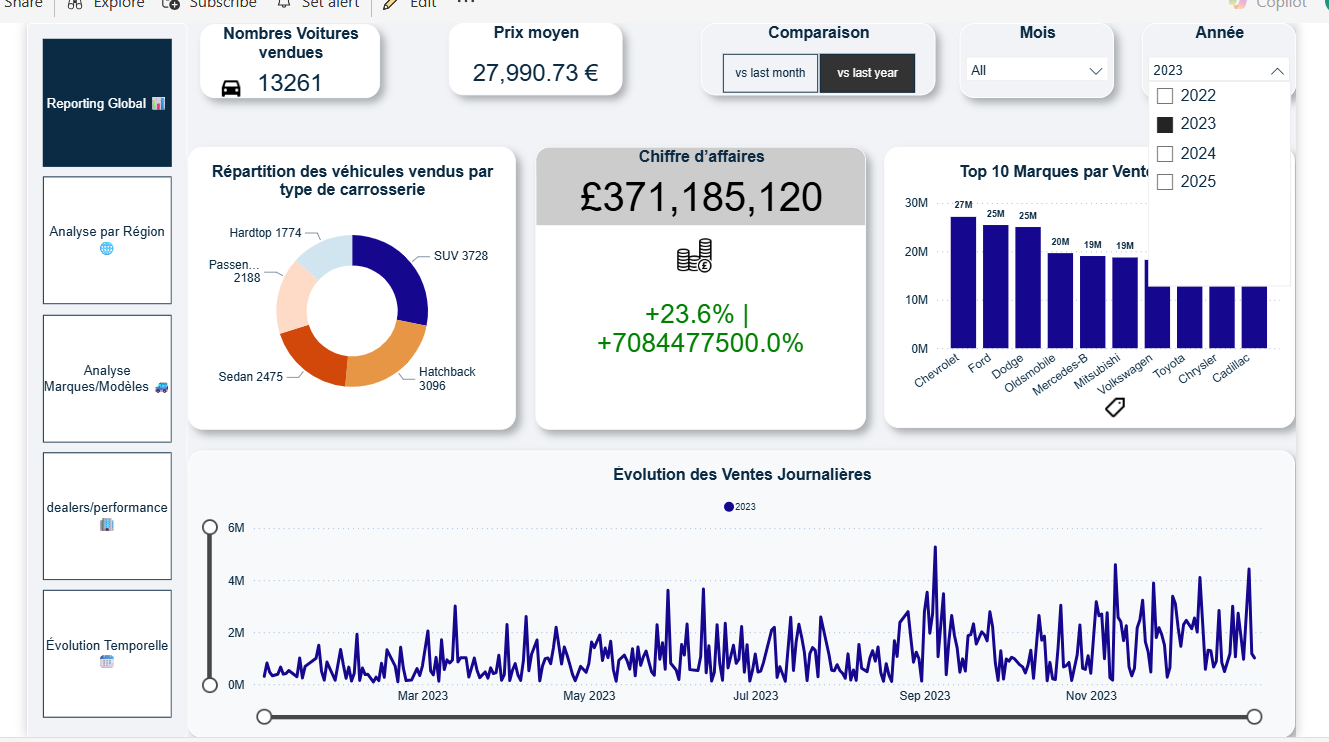 Share
Explore
Subscribe
Set alert
Edit
...
Copilot
Reporting Global
Analyse par Région
Analyse
Marques/Modèles
dealers/performance
Évolution Temporelle
Nombres Voitures
vendues
13261
Prix moyen
27,990.73 €
Comparaison
vs last month
vs last year
Mois
All
Année
2023
2022
2023
2024
2025
Répartition des véhicules vendus par
type de carrosserie
Hardtop 1774
SUV 3728
Passen...
2188
Sedan 2475
Hatchback
3096
Chiffre d’affaires
£371,185,120
+23.6% |
+7084477500.0%
Top 10 Marques par Vent
30M
20M
10M
0M
27M
25M
25M
20M
19M
19M
Chevrolet
Ford
Dodge
Oldsmobile
Mercedes-B
Mitsubishi
Volkswagen
Toyota
Chrysler
Cadillac
Évolution des Ventes Journalières
2023
6M
4M
2M
0M
Mar 2023
May 2023
Jul 2023
Sep 2023
Nov 2023